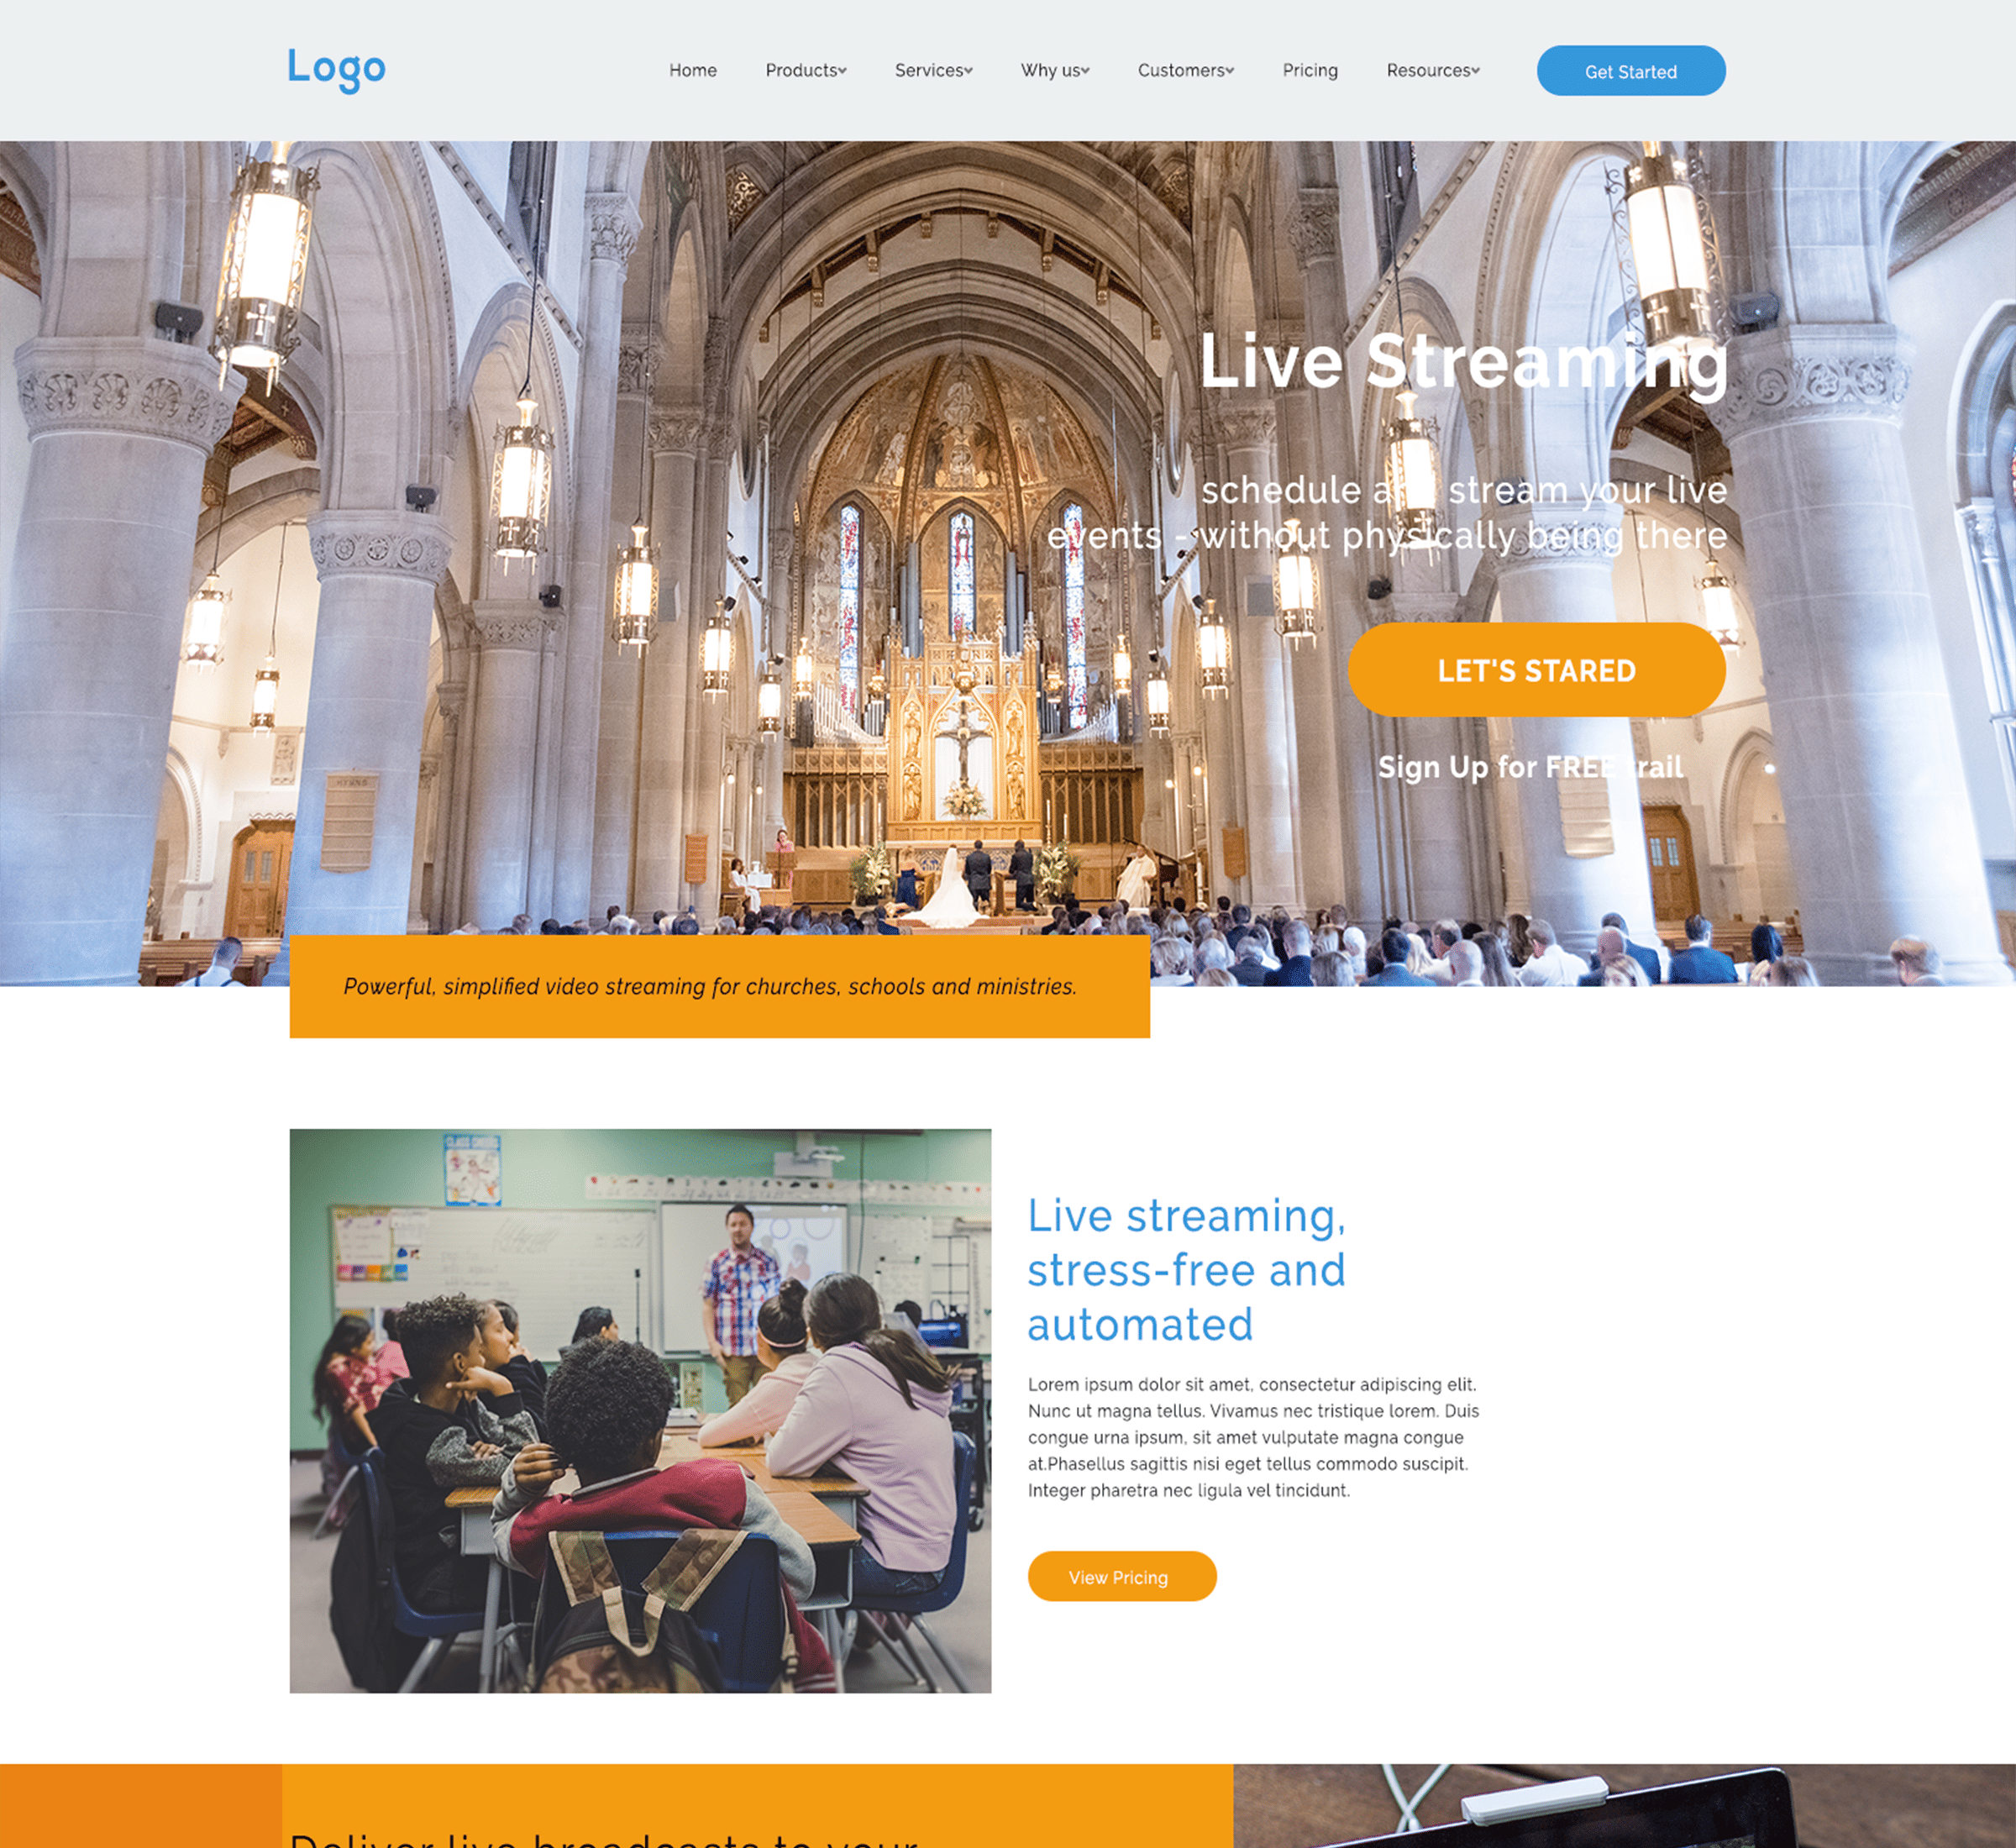 Logo
Home Products Services Why us Customers Pricing Resources Get Started
Live Streaming
schedule and stream your live
events - without physically being there
LET'S STARED
Sign Up for FREE trail
HYMNS
Powerful, simplified video streaming for churches, schools and ministries.
Live streaming,
stress-free and
automated
Lorem ipsum dolor sit amet, consectetur adipiscing elit.
Nunc ut magna tellus. Vivamus nec tristique lorem. Duis
congue urna ipsum, sit amet vulputate magna congue
at.Phasellus sagittis nisi eget tellus commodo suscipit.
Integer pharetra nec ligula vel tincidunt.
View Pricing
Deliver live broadcasts to your